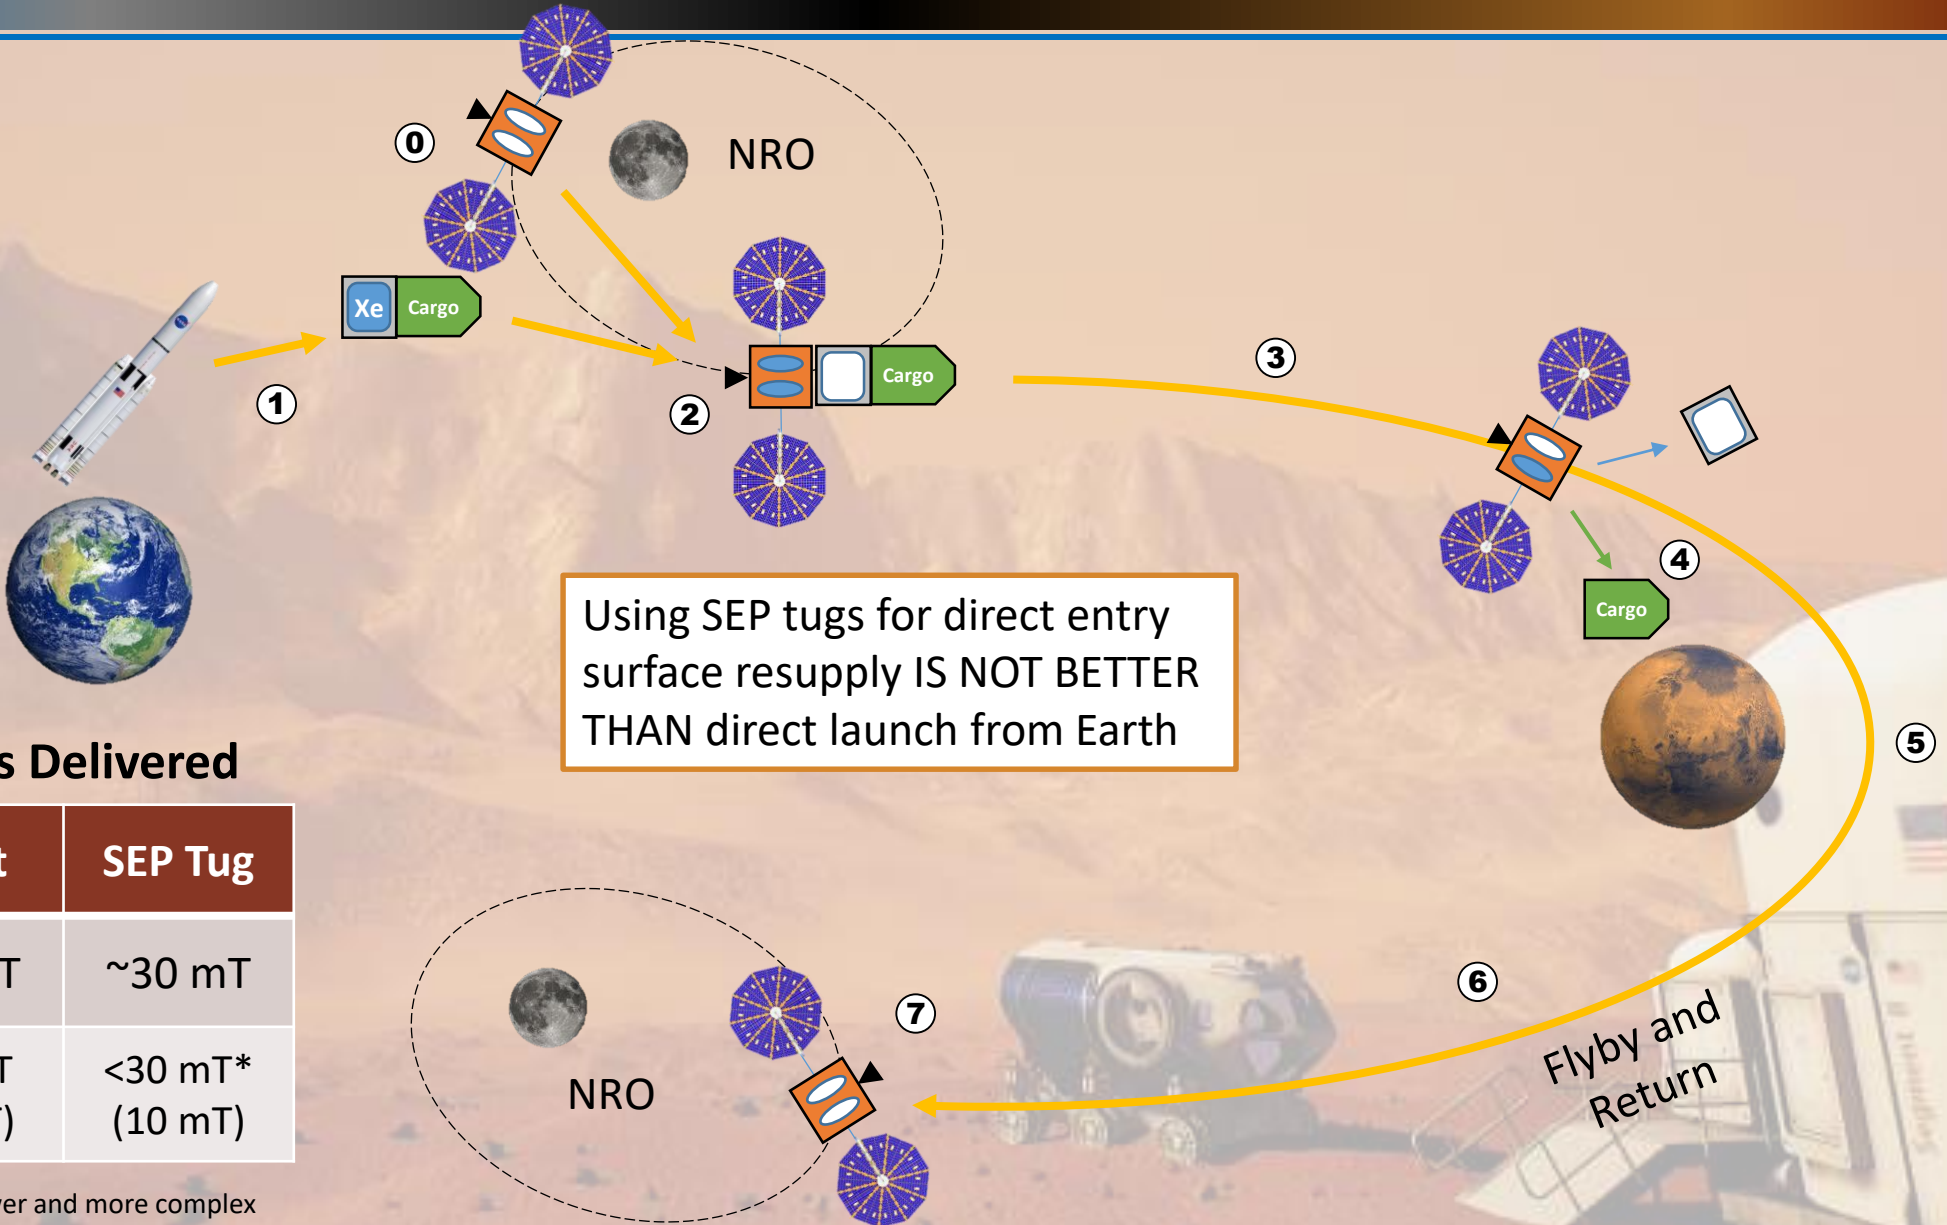 0
NRO
Xe
Cargo
1
2
Cargo
3
4
Cargo
Using SEP tugs for direct entry
surface resupply IS NOT BETTER
THAN direct launch from Earth
5
s Delivered
t
SEP Tug
T
~30 mT
T
<30 mT*
)
(10 mT)
6
Flyby and
Return
7
NRO
and more complex